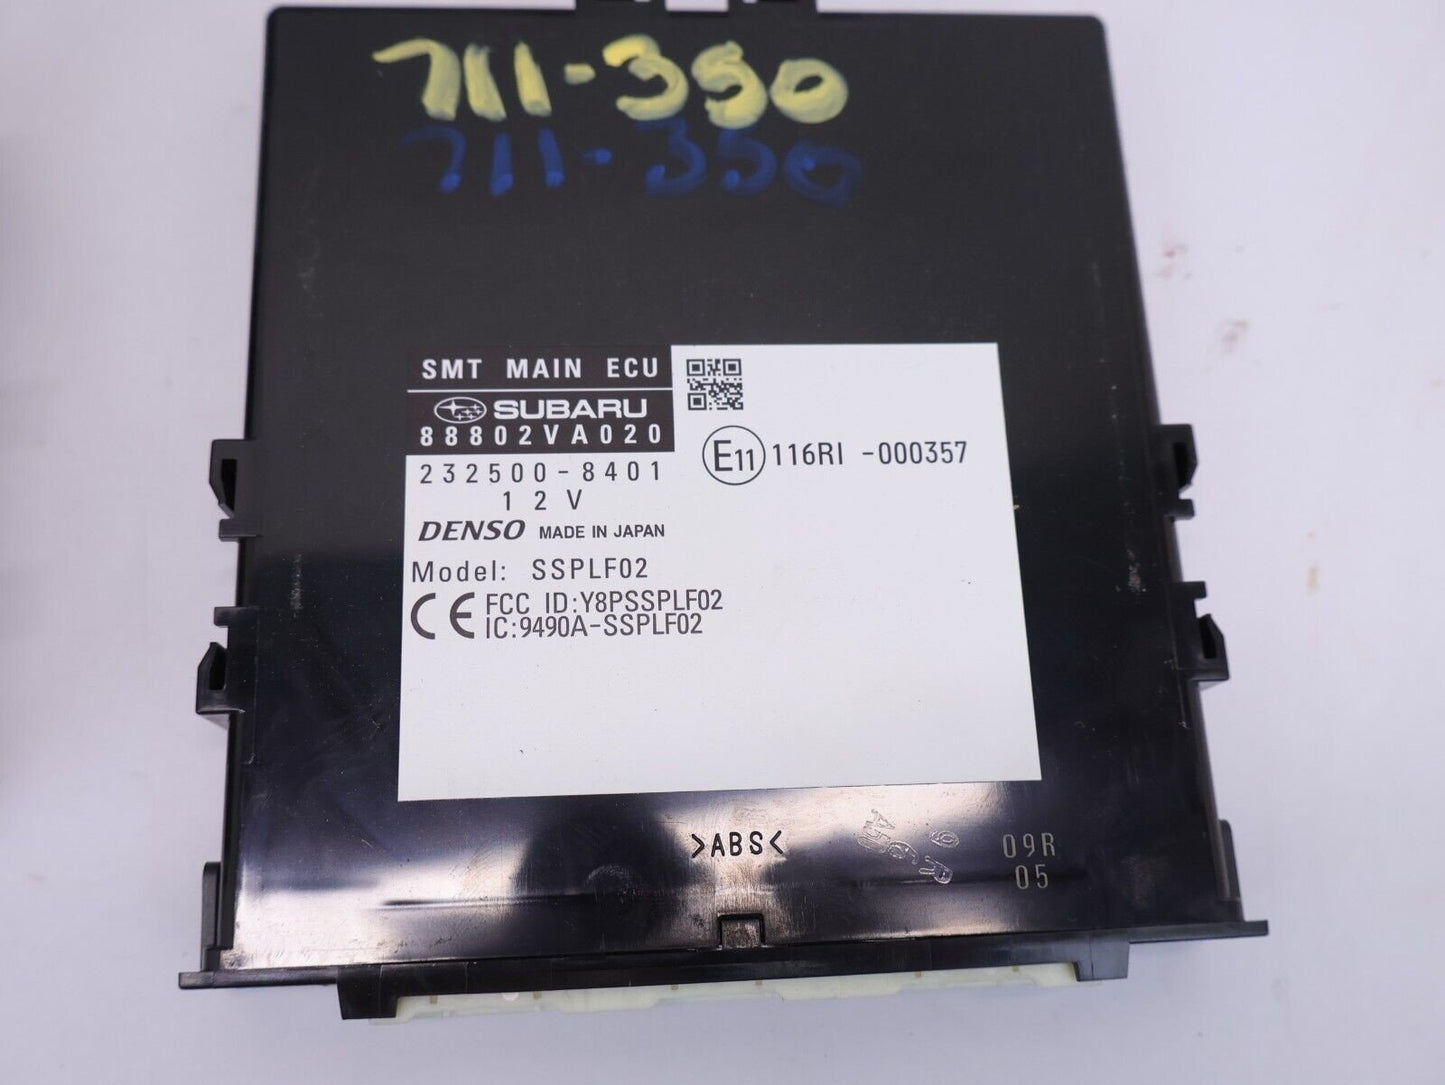 711-350
711-350
SMT MAIN ECU
SUBARU
88802VA020
232500-8401
12V
DENSO MADE IN JAPAN
E11 116RI -000357
Model: SSPLF02
CE FCC ID:Y8PSSPLF02
IC:9490A-SSPLF02
>ABS<
09R
05